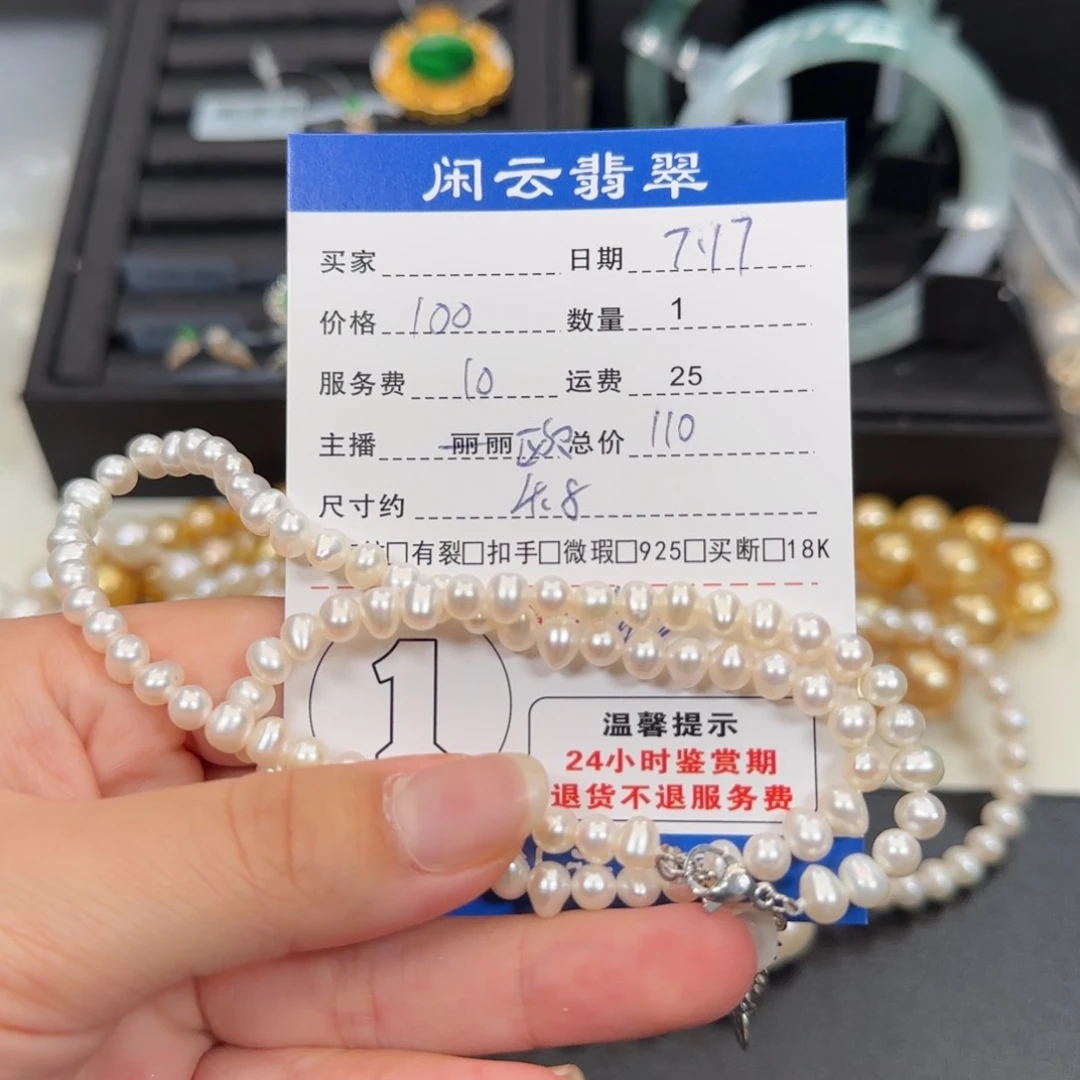 闲云翡翠
买家 日期 7.17
价格 100 数量 1
服务费 10 运费 25
主播 丽丽 总价 110
尺寸约 4.8
□有裂□扣手□微瑕□925□买断□18K
1
温馨提示
24小时鉴赏期
退货不退服务费